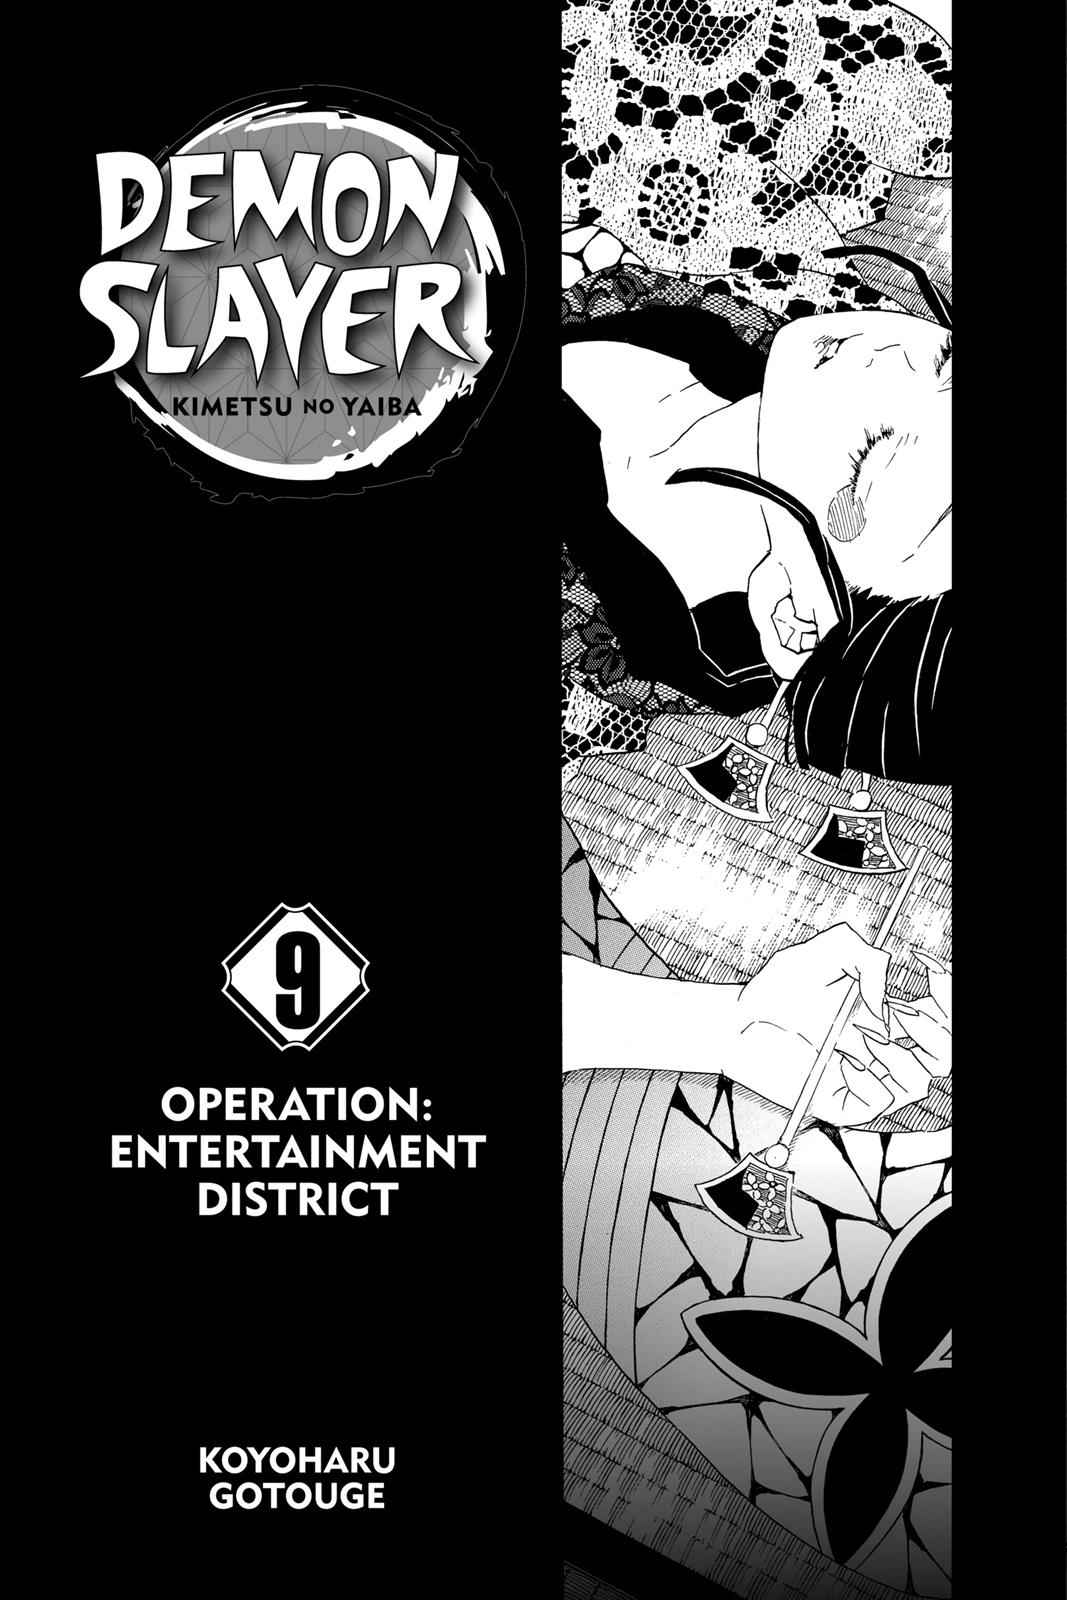 DEMON
SLAYER
KIMETSU NO YAIBA
9
OPERATION:
ENTERTAINMENT
DISTRICT
KOYOHARU
GOTOUGE